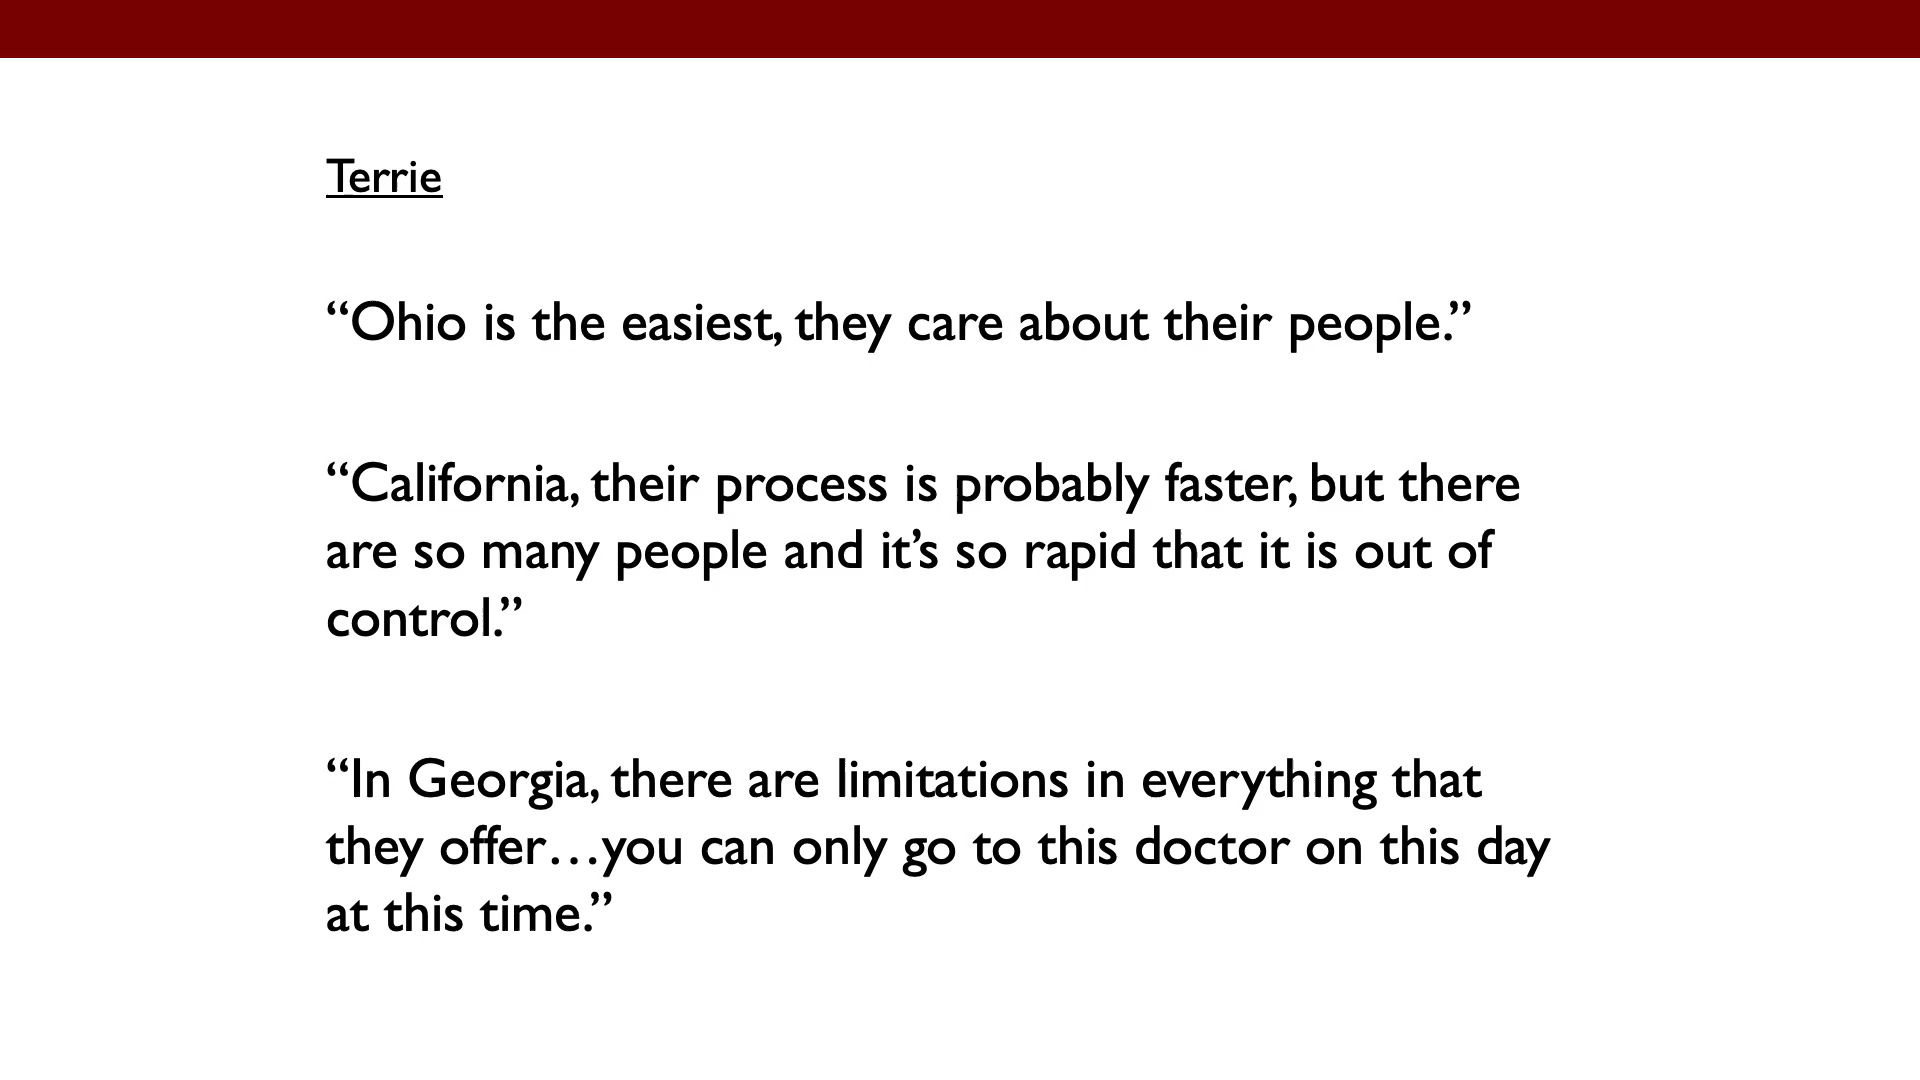 Terrie
“Ohio is the easiest, they care about their people.”
“California, their process is probably faster, but there
are so many people and it’s so rapid that it is out of
control.”
“In Georgia, there are limitations in everything that
they offer…you can only go to this doctor on this day
at this time.”